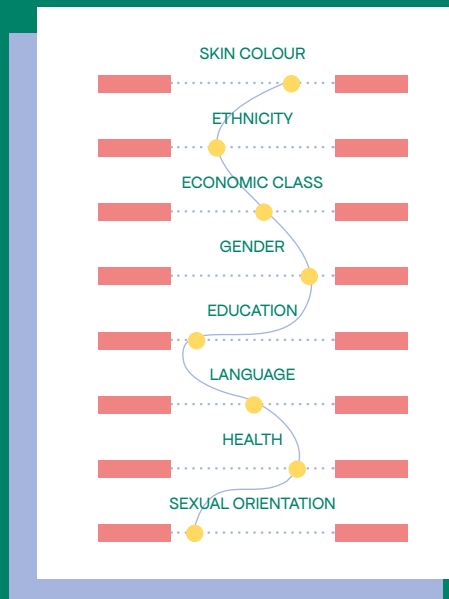 SKIN COLOUR
ETHNICITY
ECONOMIC CLASS
GENDER
EDUCATION
LANGUAGE
HEALTH
SEXUAL ORIENTATION